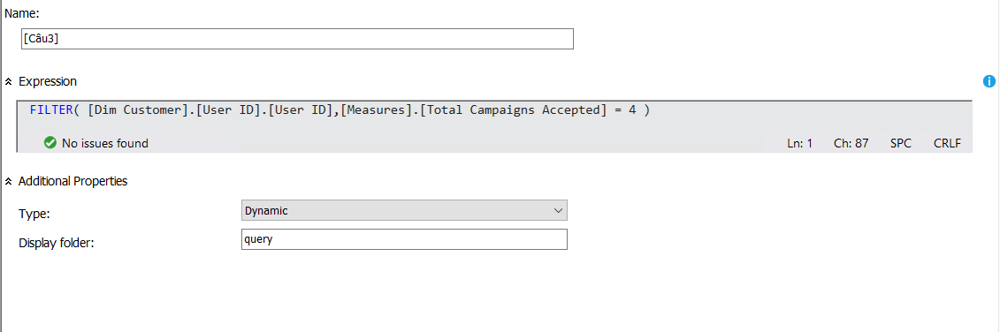 Name:
[Câu3]
Expression
FILTER( [Dim Customer].[User ID].[User ID],[Measures].[Total Campaigns Accepted] = 4 )
No issues found Ln: 1 Ch: 87 SPC CRLF
Additional Properties
Type: Dynamic
Display folder: query